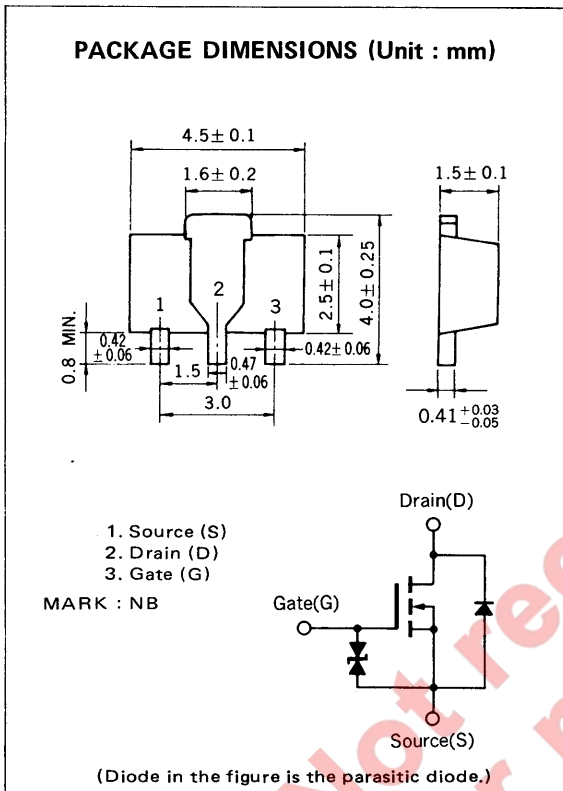 PACKAGE DIMENSIONS (Unit : mm)
4.5± 0.1
1.6± 0.2
1.5± 0.1
2.5± 0.1
4.0± 0.25
1
2
3
0.8 MIN.
0.42
± 0.06
0.47
± 0.06
0.42± 0.06
1.5
3.0
0.41 +0.03
-0.05
1. Source (S)
2. Drain (D)
3. Gate (G)
MARK : NB
Drain(D)
Gate(G)
Source(S)
(Diode in the figure is the parasitic diode.)
Not rec